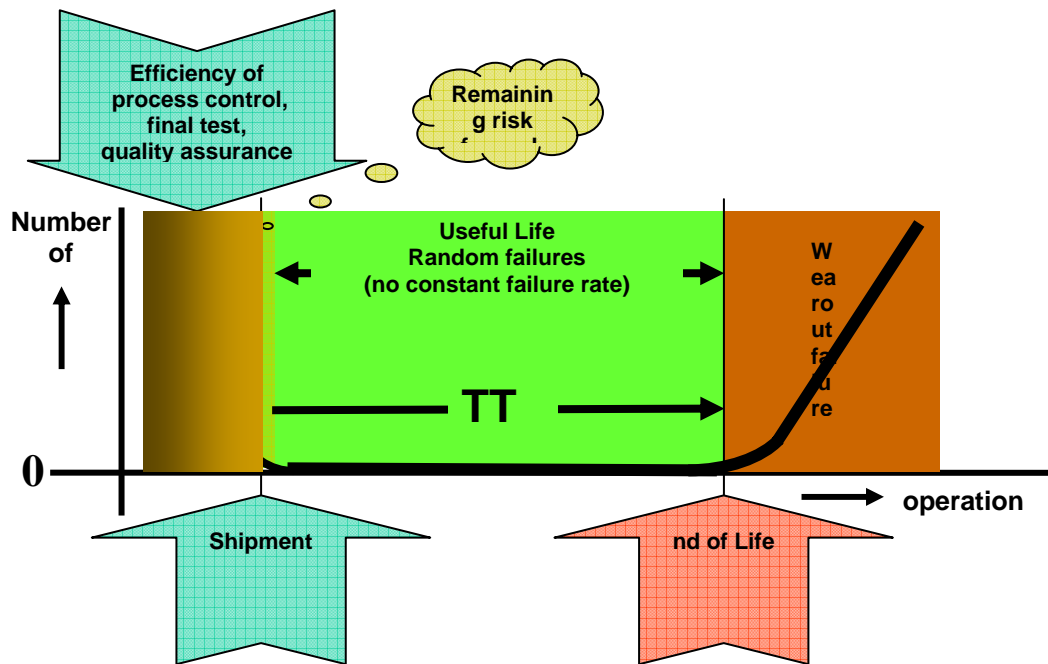 Efficiency of
process control,
final test,
quality assurance
Remainin
g risk
Number
of
Useful Life
Random failures
(no constant failure rate)
W
ea
ro
ut
fa
re
TT
0
operation
Shipment
nd of Life